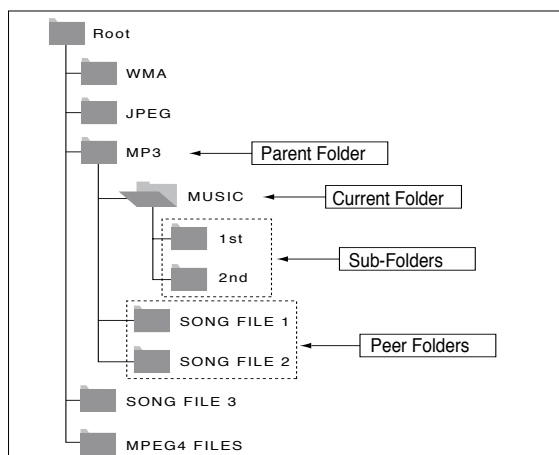 Root
WMA
JPEG
MP3
Parent Folder
MUSIC
Current Folder
1st
Sub-Folders
2nd
SONG FILE 1
Peer Folders
SONG FILE 2
SONG FILE 3
MPEG4 FILES